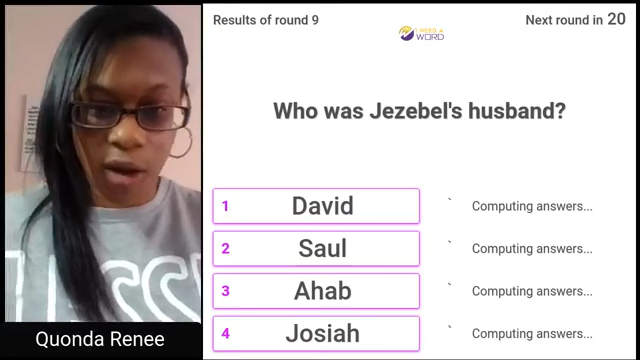 Results of round 9
Next round in 20
I NEED A
WORD
Who was Jezebel's husband?
1 David ` Computing answers...
2 Saul ` Computing answers...
3 Ahab ` Computing answers...
4 Josiah ` Computing answers...
Quonda Renee